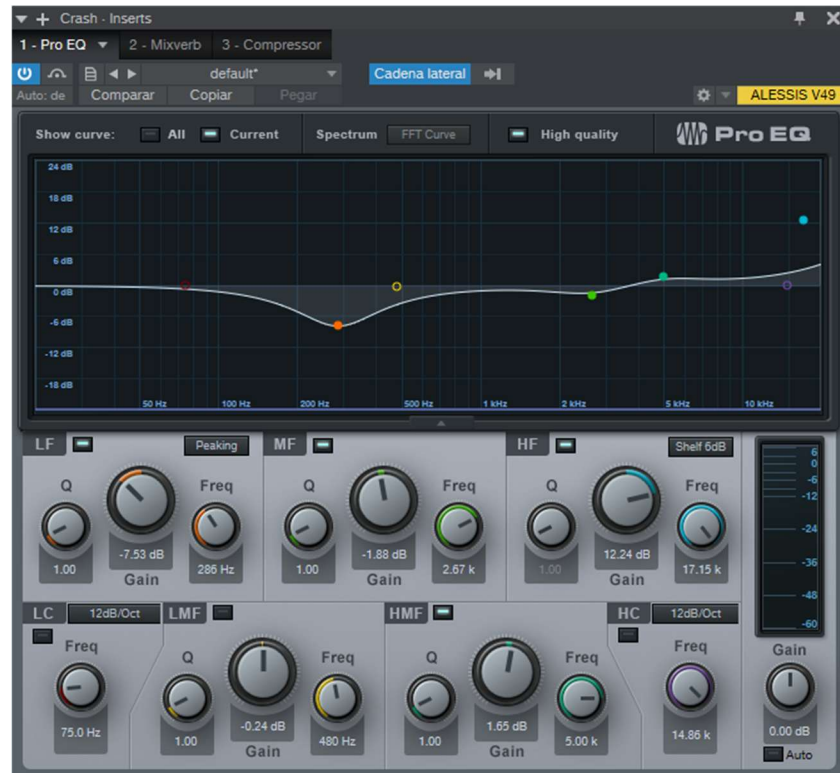 Crash - Inserts
1 - Pro EQ 2 - Mixverb 3 - Compressor
default* Cadena lateral
Auto: de Comparar Copiar Pegar ALESSIS V49
Show curve: All Current Spectrum FFT Curve High quality Pro EQ
24 dB
18 dB
12 dB
6 dB
0 dB
-6 dB
-12 dB
-18 dB
50 Hz 100 Hz 200 Hz 500 Hz 1 kHz 2 kHz 5 kHz 10 kHz
LF Peaking MF HF Shelf 6dB
Q Freq Q Freq Q Freq
1.00 -7.53 dB 286 Hz 1.00 -1.88 dB 2.67 k 1.00 12.24 dB 17.15 k
Gain Gain Gain
6
0
-6
-12
-24
-36
-48
-60
LC 12dB/Oct LMF HMF HC 12dB/Oct
Freq Q Freq Q Freq Freq Gain
75.0 Hz 1.00 -0.24 dB 480 Hz 1.00 1.65 dB 5.00 k 14.86 k 0.00 dB
Gain Gain Auto